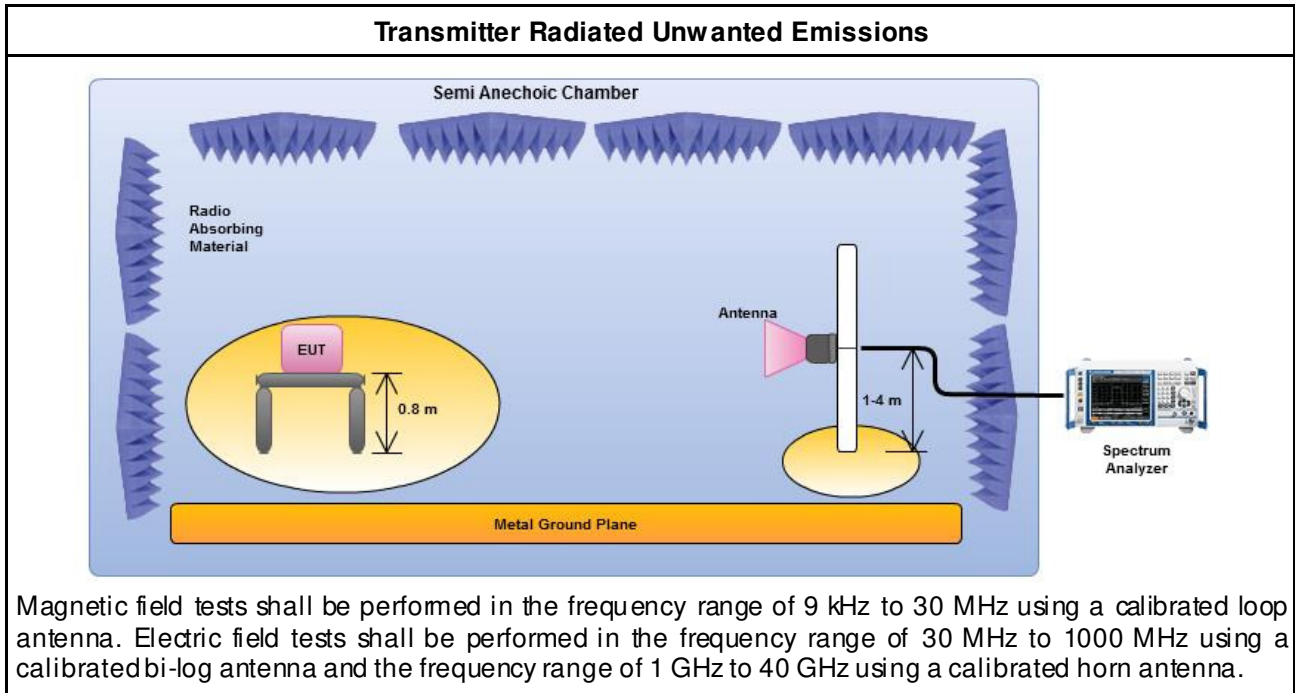 Transmitter Radiated Unwanted Emissions
Semi Anechoic Chamber
Radio
Absorbing
Material
Antenna
EUT
0.8 m
1-4 m
Spectrum
Analyzer
Metal Ground Plane
Magnetic field tests shall be performed in the frequency range of 9 kHz to 30 MHz using a calibrated loop
antenna. Electric field tests shall be performed in the frequency range of 30 MHz to 1000 MHz using a
calibrated bi-log antenna and the frequency range of 1 GHz to 40 GHz using a calibrated horn antenna.